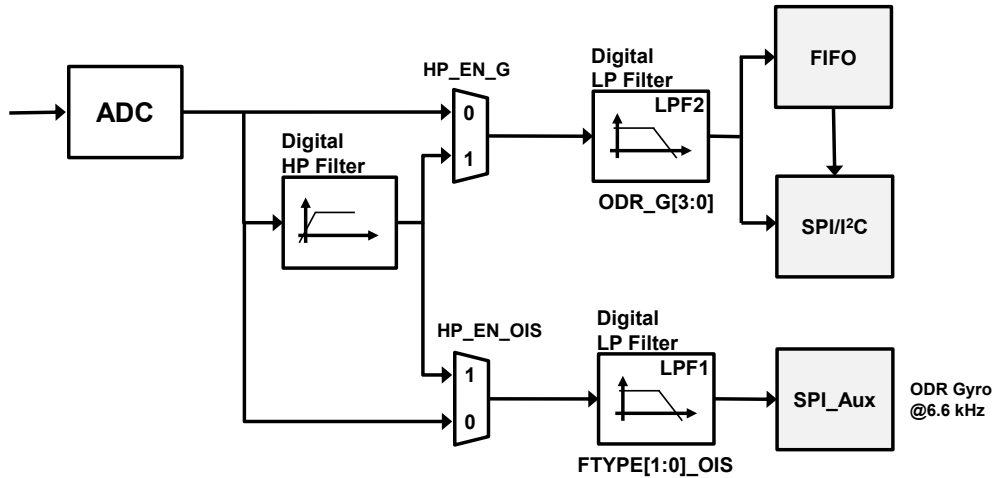 ADC
HP_EN_G
0
1
Digital
HP Filter
Digital
LP Filter
LPF2
ODR_G[3:0]
FIFO
SPI/I²C
HP_EN_OIS
1
0
Digital
LP Filter
LPF1
FTYPE[1:0]_OIS
SPI_Aux
ODR Gyro
@6.6 kHz